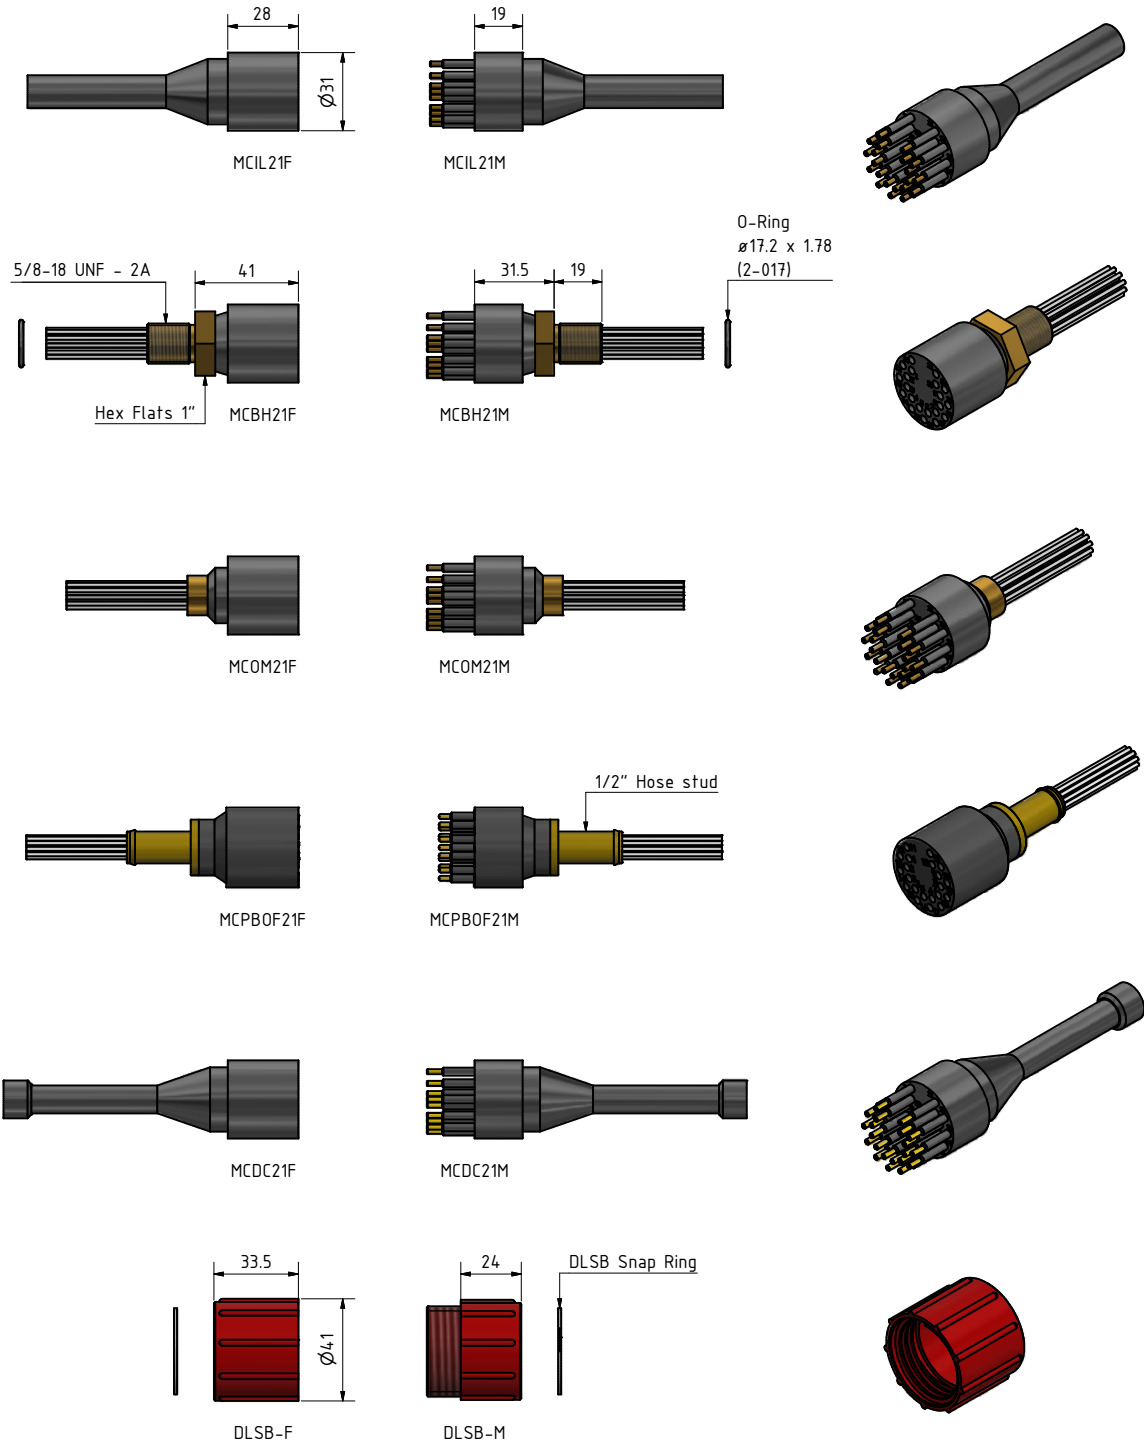 28
19
Ø31
MCIL21F
MCIL21M
O-Ring
ø17.2 x 1.78
(2-017)
5/8-18 UNF - 2A
41
31.5
19
Hex Flats 1"
MCBH21F
MCBH21M
MCOM21F
MCOM21M
1/2" Hose stud
MCPBOF21F
MCPBOF21M
MCDC21F
MCDC21M
33.5
24
DLSB Snap Ring
Ø41
DLSB-F
DLSB-M